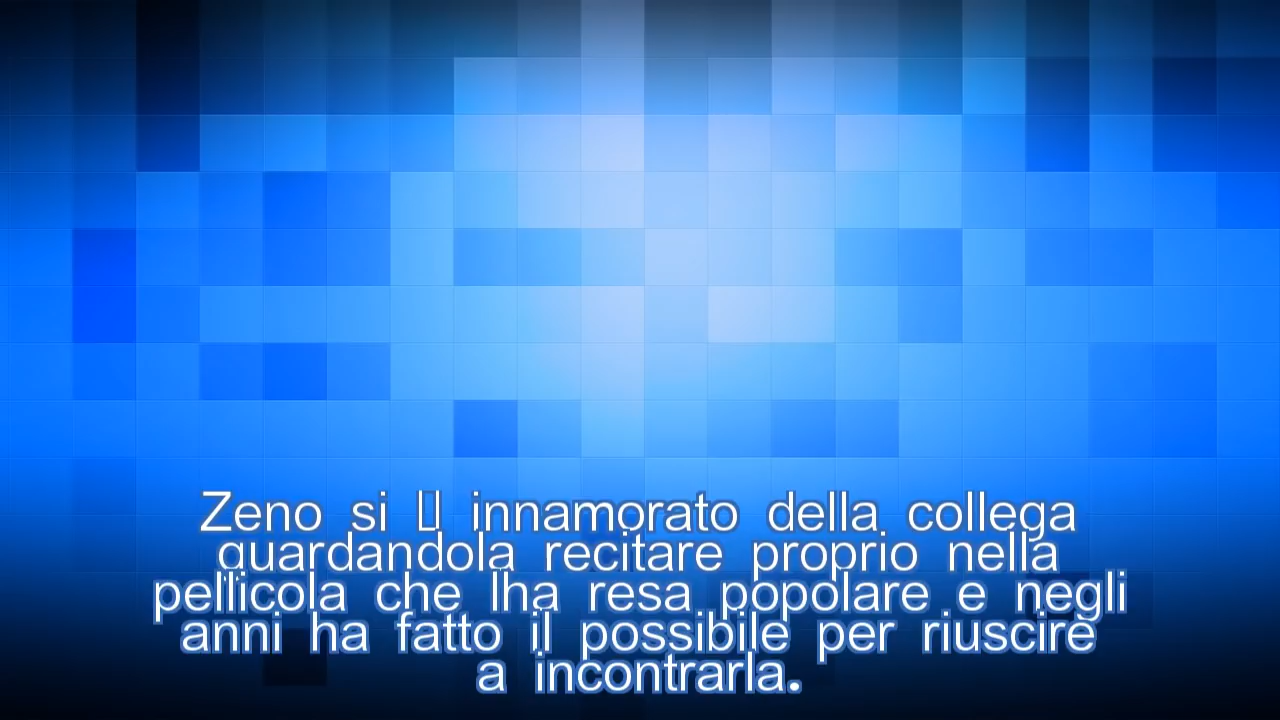 Zeno si ▯ innamorato della collega
guardandola recitare proprio nella
pellicola che lha resa popolare e negli
anni ha fatto il possibile per riuscire
a incontrarla.